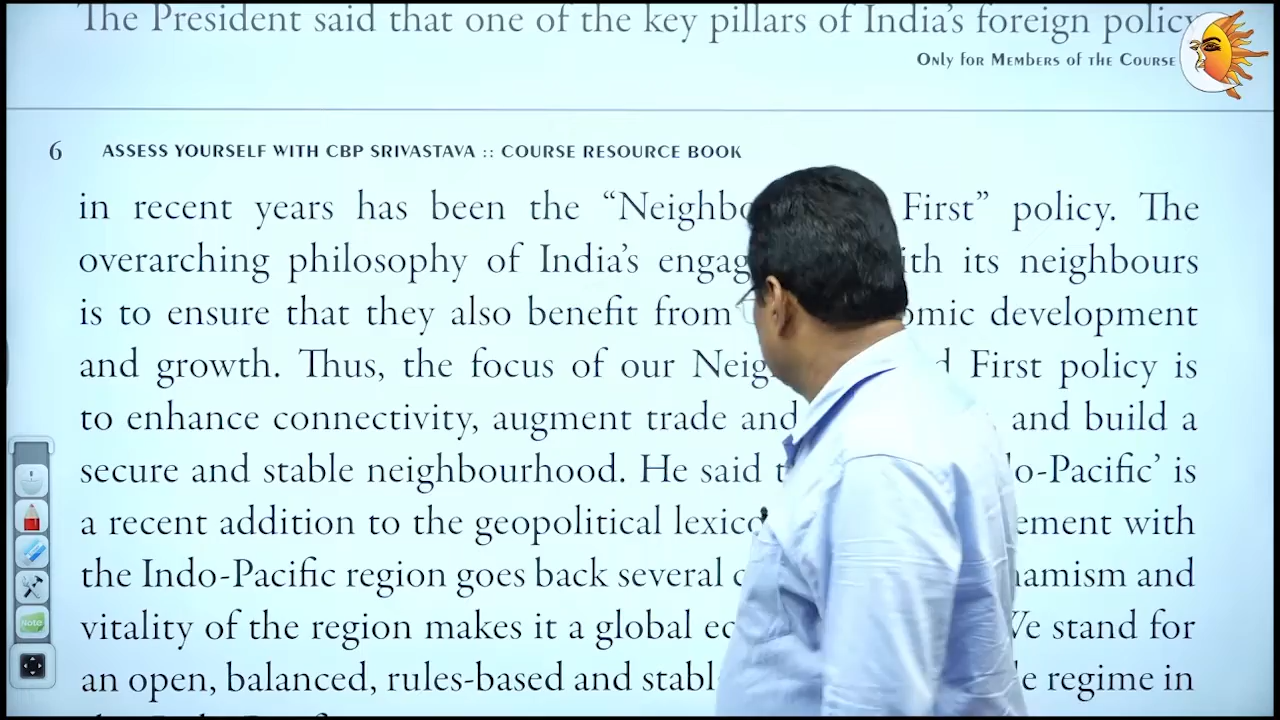 The President said that one of the key pillars of India's foreign policy
Only for Members of the Course
6 ASSESS YOURSELF WITH CBP SRIVASTAVA :: COURSE RESOURCE BOOK
in recent years has been the “Neighbo First” policy. The
overarching philosophy of India's engag ith its neighbours
is to ensure that they also benefit from omic development
and growth. Thus, the focus of our Neig d First policy is
to enhance connectivity, augment trade and and build a
secure and stable neighbourhood. He said o-Pacific’ is
a recent addition to the geopolitical lexic ement with
the Indo-Pacific region goes back several namism and
vitality of the region makes it a global We stand for
an open, balanced, rules-based and stabl e regime in
Note